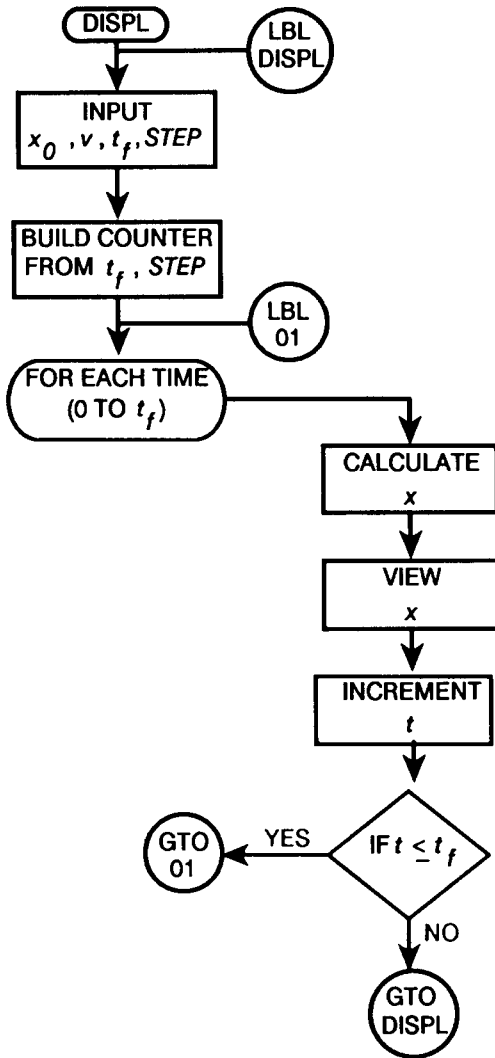 DISPL
LBL
DISPL
INPUT
x0 , v , tf , STEP
BUILD COUNTER
FROM tf , STEP
LBL
01
FOR EACH TIME
(0 TO tf)
CALCULATE
x
VIEW
x
INCREMENT
t
IF t ≤ tf
YES
GTO
01
NO
GTO
DISPL